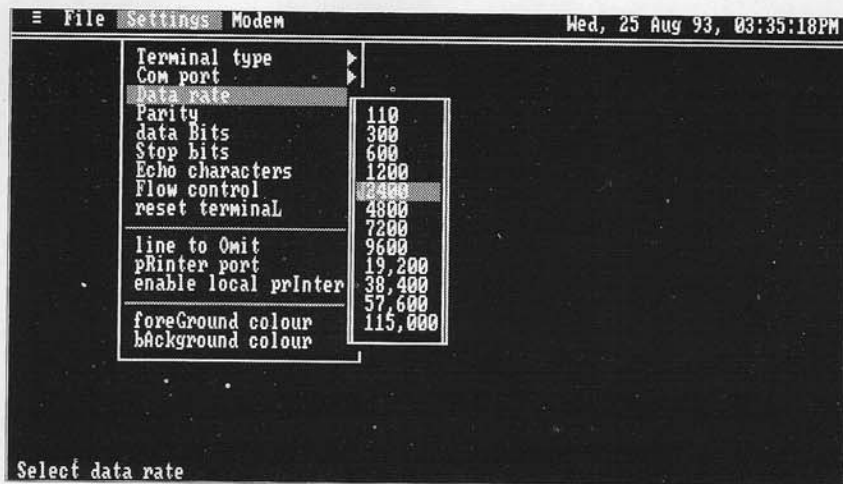 ≡ File Settings Modem Wed, 25 Aug 93, 03:35:18PM
Terminal type
Com port
Data rate
Parity
data Bits
Stop bits
Echo characters
Flow control
reset terminaL
line to Omit
pRinter port
enable local prInter
foreGround colour
bAckground colour
110
300
600
1200
√2400
4800
7200
9600
19,200
38,400
57,600
115,000
Select data rate